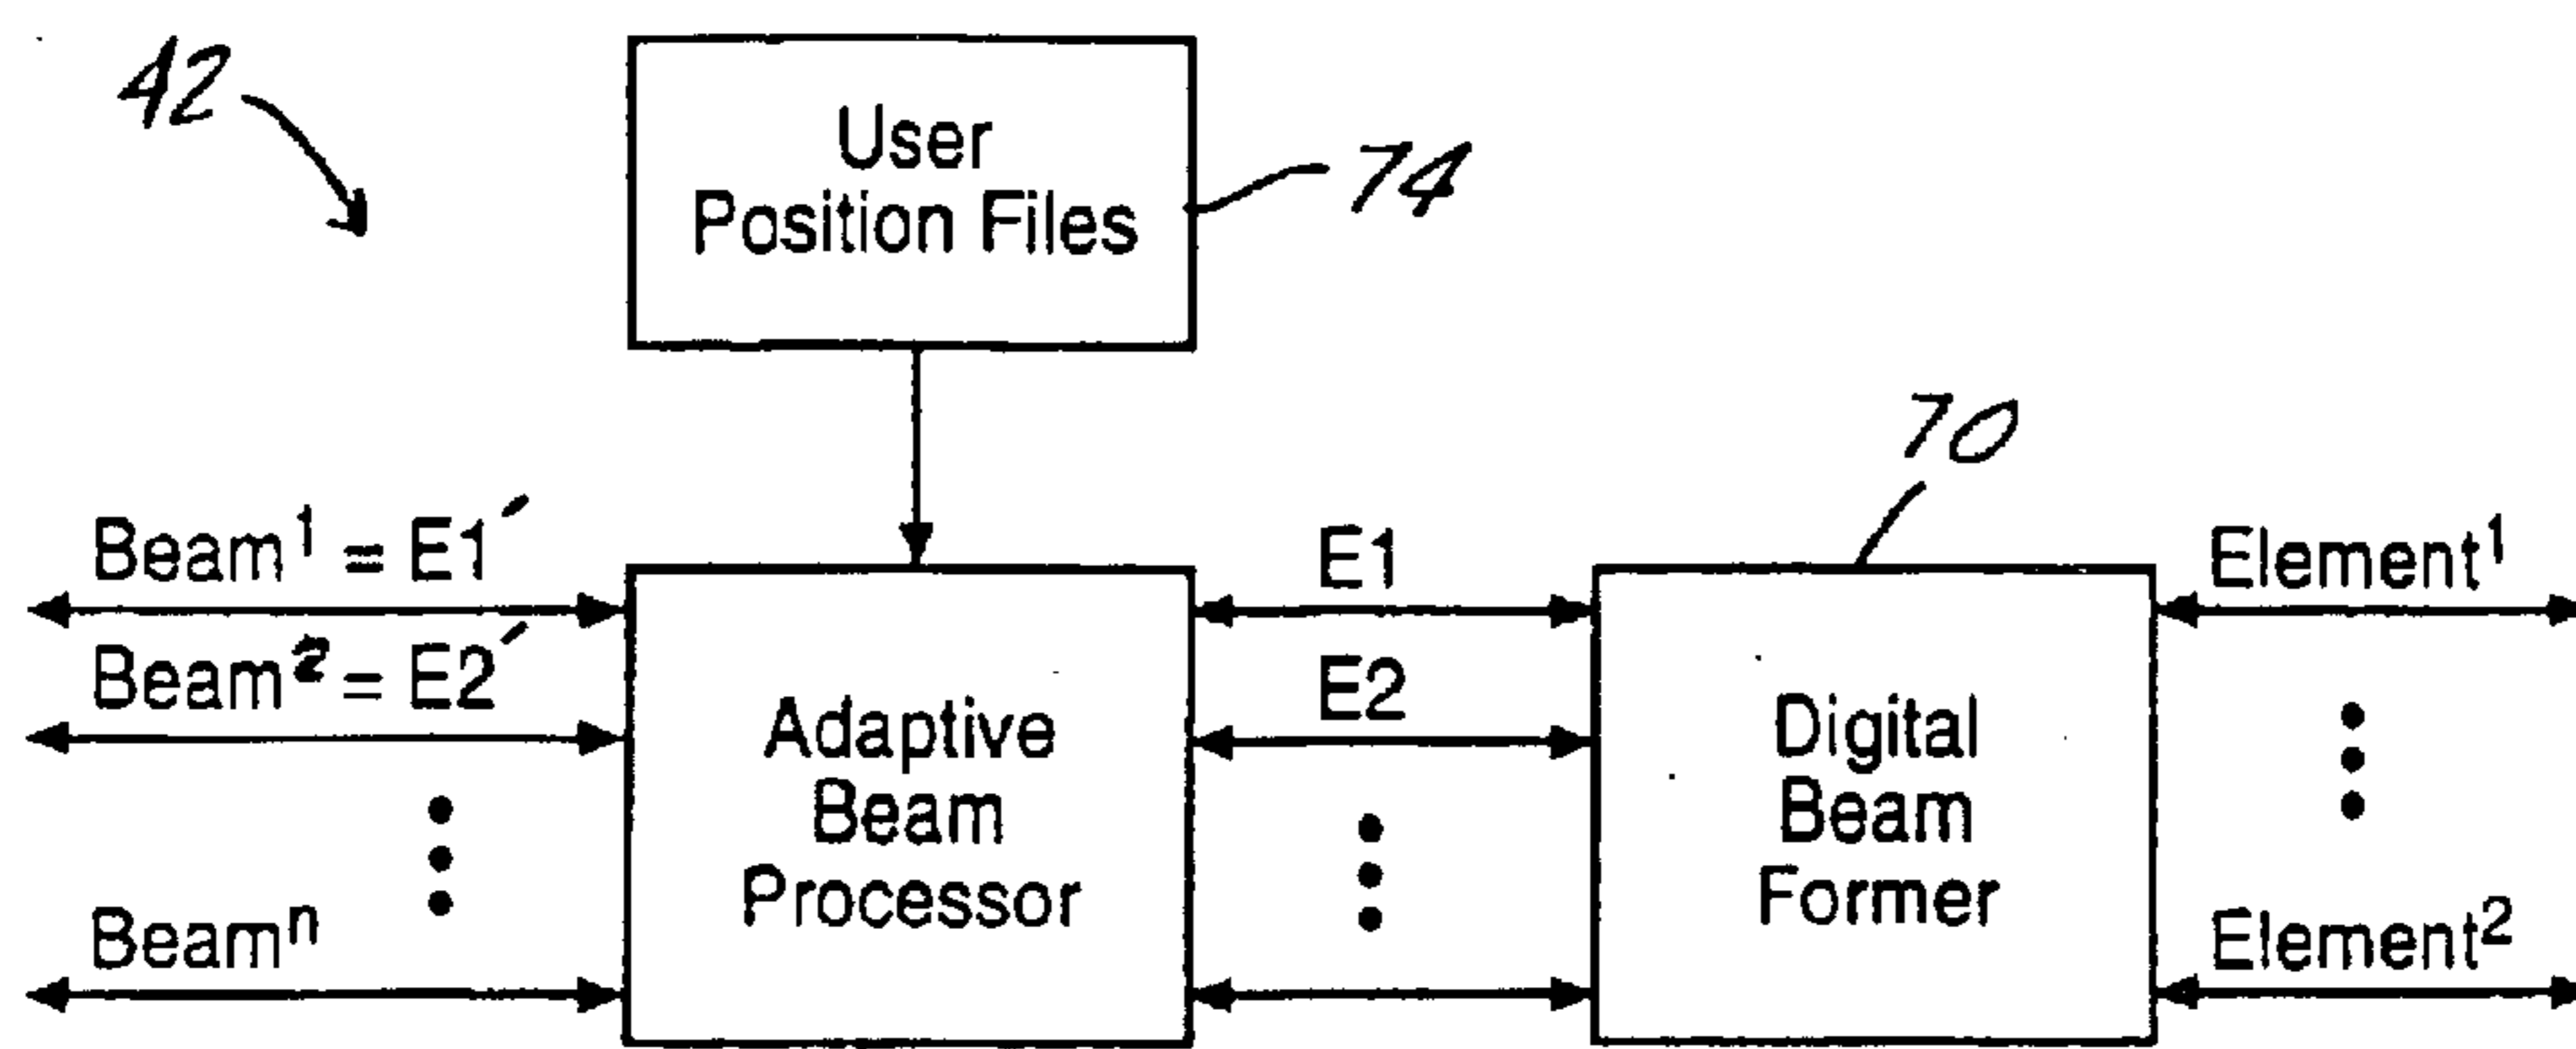 42
User
Position Files
74
70
Beam¹ = E1′
Beam² = E2′
Beamⁿ
Adaptive
Beam
Processor
E1
E2
Digital
Beam
Former
Element¹
Element²